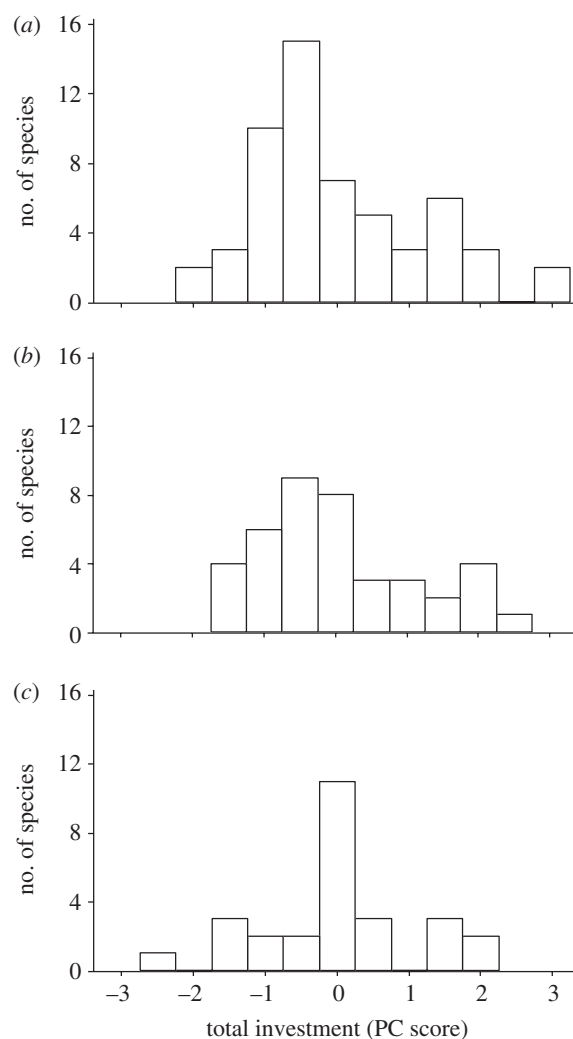 (a)
16
12
8
4
0
no. of species
(b)
16
12
8
4
0
no. of species
(c)
16
12
8
4
0
no. of species
–3 –2 –1 0 1 2 3
total investment (PC score)